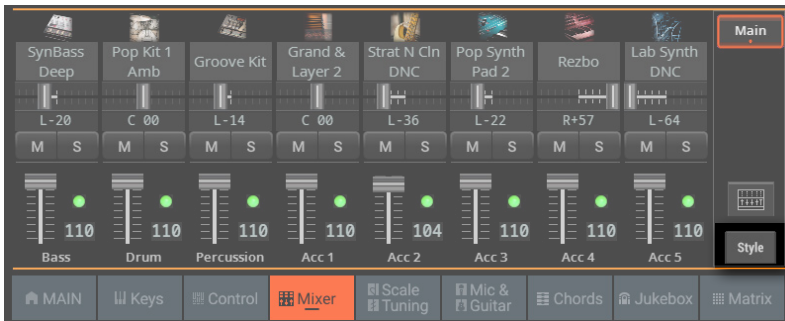 SynBass Deep
Pop Kit 1 Amb
Groove Kit
Grand & Layer 2
Strat N Cln DNC
Pop Synth Pad 2
Rezbo
Lab Synth DNC
Main
L-20 C 00 L-14 C 00 L-36 L-22 R+57 L-64
M S M S M S M S M S M S M S M S
110 110 110 110 104 110 110 110
Bass Drum Percussion Acc 1 Acc 2 Acc 3 Acc 4 Acc 5
Style
MAIN Keys Control Mixer Scale Tuning Mic & Guitar Chords Jukebox Matrix